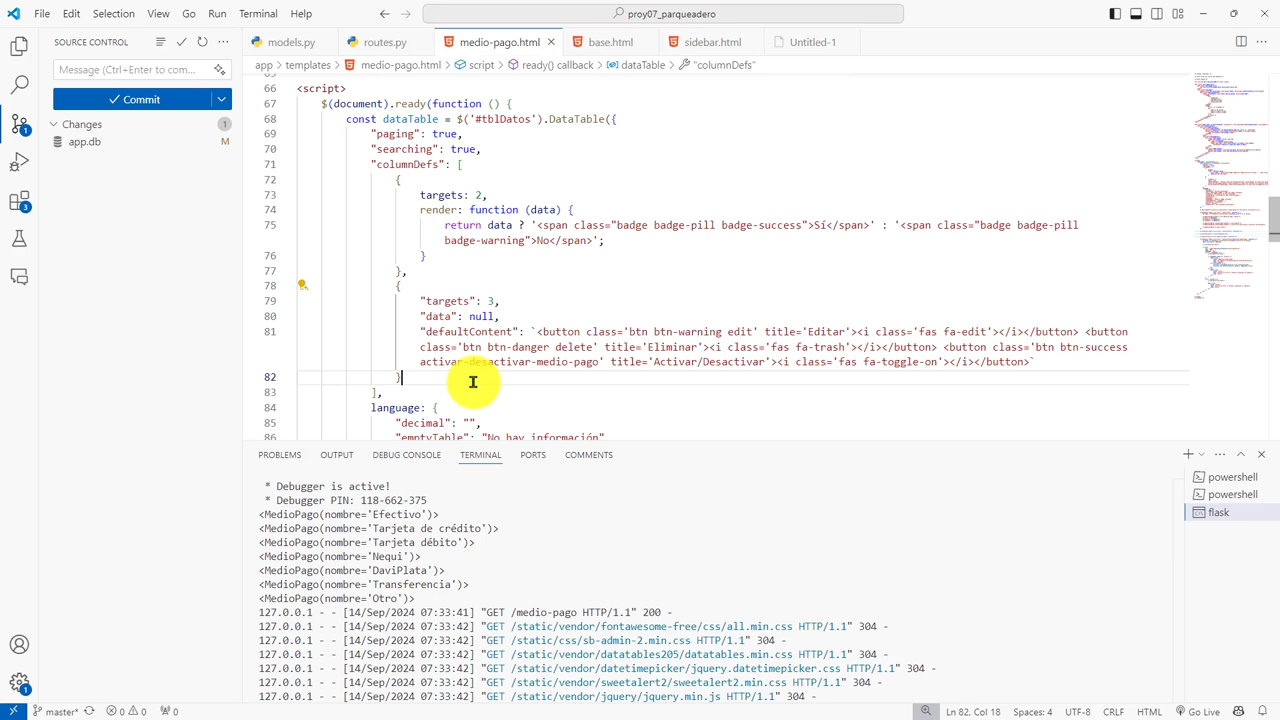 File Edit Selection View Go Run Terminal Help
proy07_parqueadero
SOURCE CONTROL
Message (Ctrl+Enter to com...
Commit
Changes 1
app.db M
1
3
1
models.py routes.py medio-pago.html base.html sidebar.html Untitled-1
app > templates > medio-pago.html > script > ready() callback > dataTable > "columnDefs"
67 $(document).ready(function () {
68 const dataTable = $('#tblDatos').DataTable({
69 "paging": true,
70 "searching": true,
71 "columnDefs": [
72 {
73 "targets": 2,
74 "render": function (data) {
75 return data
badge badge-pill
76 }
77 },
78 {
79 "targets": 3,
80 "data": null,
81 "defaultContent": `<button class='btn btn-warning edit' title='Editar'><i class='fas fa-edit'></i></button> <button
class='btn btn-danger delete' title='Eliminar'><i class='fas fa-trash'></i></button> <button class='btn btn-success
activar-desactivar-medio-pago' title='Activar/Desactivar'><i class='fas fa-toggle-on'></i></button>`
82 }
83 ],
84 language: {
85 "decimal": "",
86 "emptyTable": "No hay información"
PROBLEMS OUTPUT DEBUG CONSOLE TERMINAL PORTS COMMENTS
powershell
powershell
flask
* Debugger is active!
* Debugger PIN: 118-662-375
<MedioPago(nombre='Efectivo')>
<MedioPago(nombre='Tarjeta de crédito')>
<MedioPago(nombre='Tarjeta débito')>
<MedioPago(nombre='Nequi')>
<MedioPago(nombre='DaviPlata')>
<MedioPago(nombre='Transferencia')>
<MedioPago(nombre='Otro')>
127.0.0.1 - - [14/Sep/2024 07:33:41] "GET /medio-pago HTTP/1.1" 200 -
127.0.0.1 - - [14/Sep/2024 07:33:42] "GET /static/vendor/fontawesome-free/css/all.min.css HTTP/1.1" 304 -
127.0.0.1 - - [14/Sep/2024 07:33:42] "GET /static/css/sb-admin-2.min.css HTTP/1.1" 304 -
127.0.0.1 - - [14/Sep/2024 07:33:42] "GET /static/vendor/datatables205/datatables.min.css HTTP/1.1" 304 -
127.0.0.1 - - [14/Sep/2024 07:33:42] "GET /static/vendor/datetimepicker/jquery.datetimepicker.css HTTP/1.1" 304 -
127.0.0.1 - - [14/Sep/2024 07:33:42] "GET /static/vendor/sweetalert2/sweetalert2.min.css HTTP/1.1" 304 -
127.0.0.1 - - [14/Sep/2024 07:33:42] "GET /static/vendor/jquery/jquery.min.js HTTP/1.1" 304 -
master* 0 0 0 Ln 82, Col 18 Spaces: 4 UTF-8 CRLF HTML Go Live